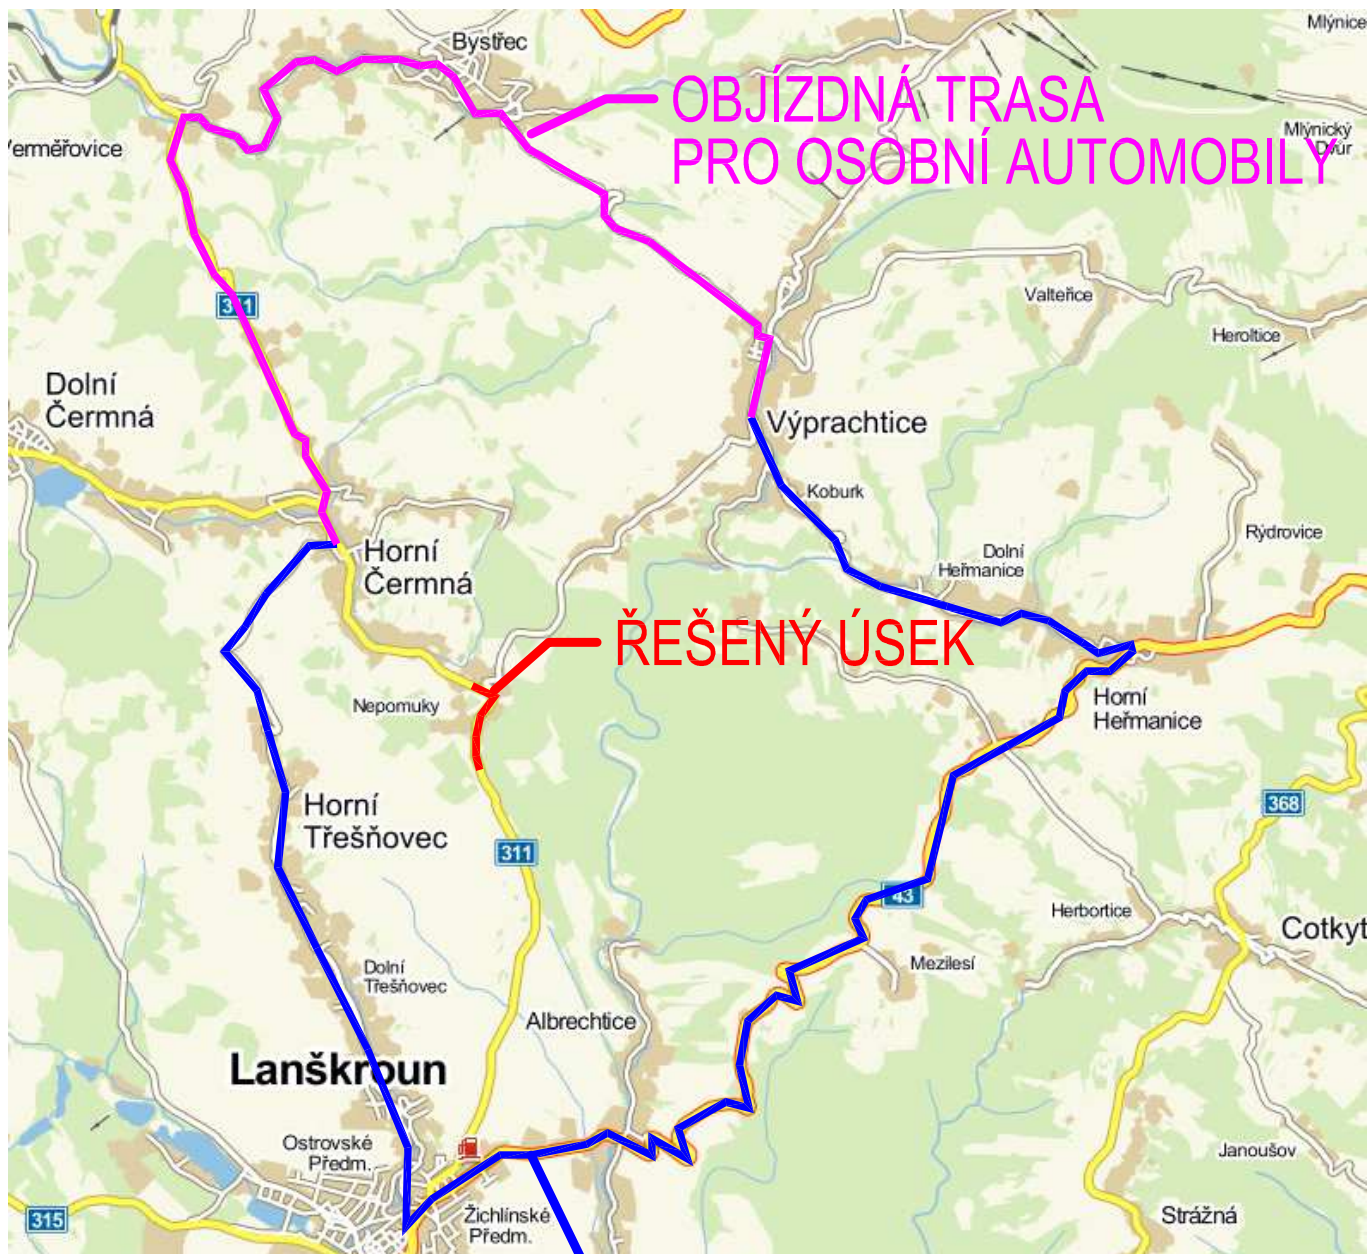 Mlýnice
Bystřec
OBJÍZDNÁ TRASA
PRO OSOBNÍ AUTOMOBILY
Mlýnický
Dvůr
Verměřovice
311
Valteřice
Heroltice
Dolní
Čermná
Výprachtice
Koburk
Rýdrovice
Horní
Čermná
Dolní
Heřmanice
ŘEŠENÝ ÚSEK
Nepomuky
Horní
Heřmanice
Horní
Třešňovec
368
311
43
Herbortice
Cotkyt
Mezilesí
Dolní
Třešňovec
Albrechtice
Lanškroun
Ostrovské
Předm.
Janoušov
315
Žichlínské
Předm.
Strážná